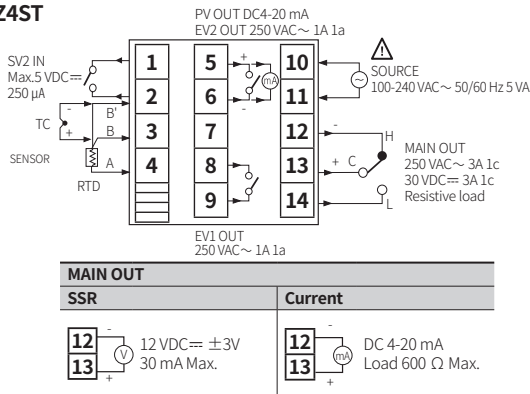 Z4ST
PV OUT DC4-20 mA
EV2 OUT 250 VAC～ 1A 1a
SV2 IN
Max.5 VDC⎓
250 µA
1
5
+
mA
10
SOURCE
100-240 VAC～ 50/60 Hz 5 VA
2
6
-
11
-
B'
TC
+
B
3
7
12
-
H
MAIN OUT
250 VAC～ 3A 1c
30 VDC⎓ 3A 1c
Resistive load
SENSOR
A
4
8
13
+
C
RTD
9
14
L
EV1 OUT
250 VAC～ 1A 1a
MAIN OUT
SSR
Current
12
-
V
13
+
12 VDC⎓ ±3V
30 mA Max.
12
-
mA
13
+
DC 4-20 mA
Load 600 Ω Max.